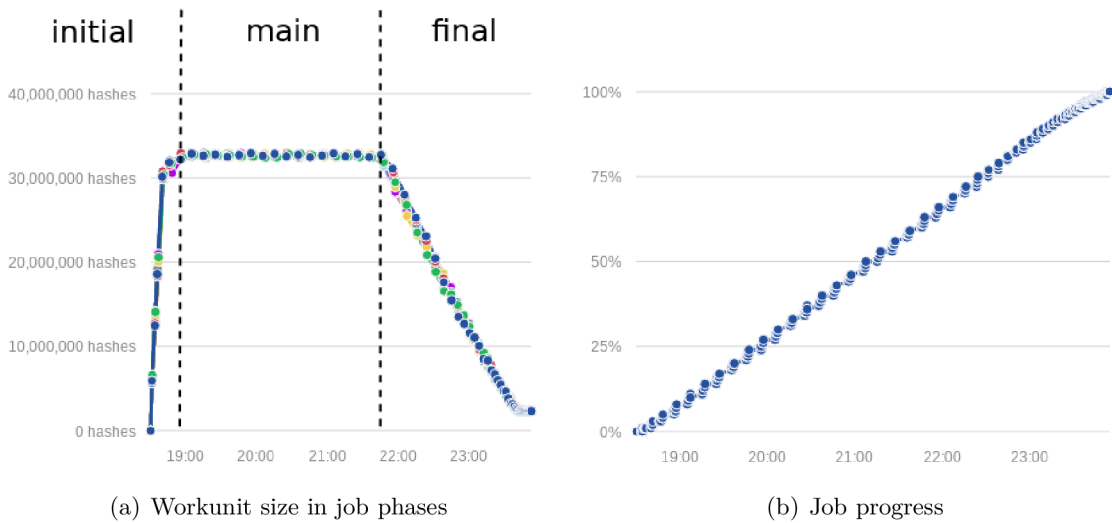 initial main final
40,000,000 hashes
30,000,000 hashes
20,000,000 hashes
10,000,000 hashes
0 hashes
19:00 20:00 21:00 22:00 23:00
(a) Workunit size in job phases
100%
75%
50%
25%
0%
19:00 20:00 21:00 22:00 23:00
(b) Job progress